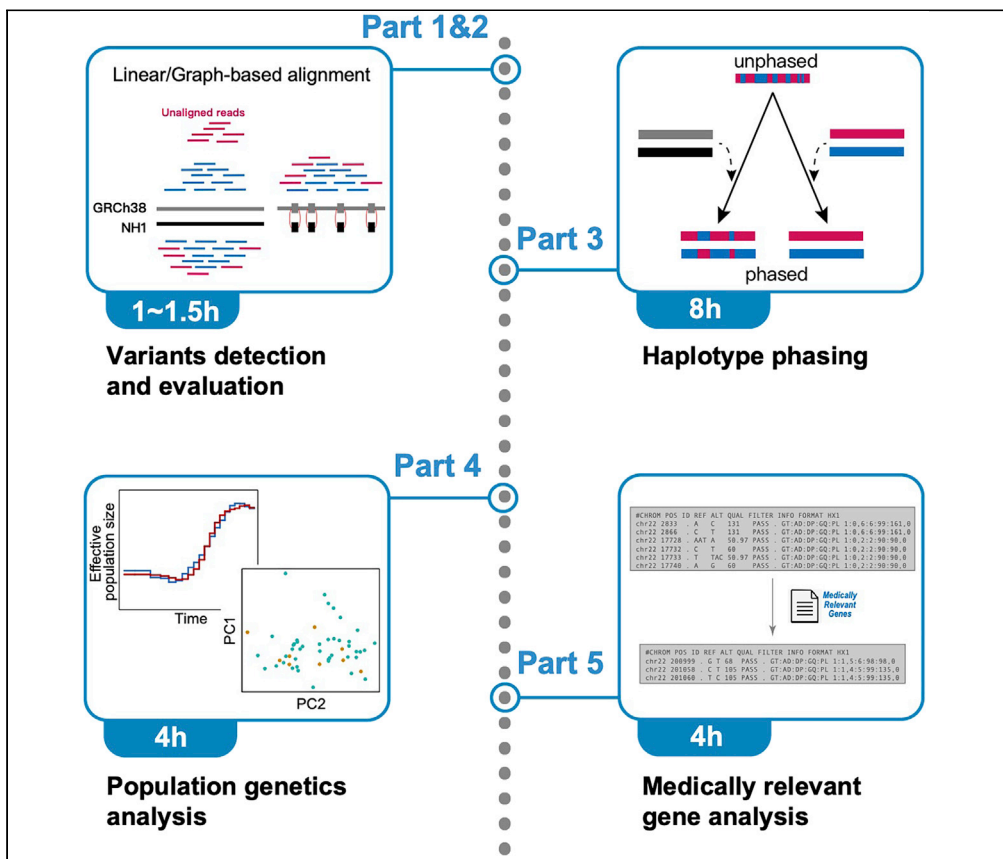 Part 1&2
Linear/Graph-based alignment
Unaligned reads
GRCh38
NH1
1~1.5h
Variants detection
and evaluation
unphased
phased
Part 3
8h
Haplotype phasing
Part 4
Effective
population size
Time
PC1
PC2
4h
Population genetics
analysis
#CHROM POS ID REF ALT QUAL FILTER INFO FORMAT HX1
chr22 2833 . A C 131 PASS . GT:AD:DP:GQ:PL 1:0,6:6:99:161,0
chr22 2866 . C T 131 PASS . GT:AD:DP:GQ:PL 1:0,6:6:99:161,0
chr22 17728 . AAT A 50.97 PASS . GT:AD:DP:GQ:PL 1:0,2:2:90:90,0
chr22 17732 . C T 60 PASS . GT:AD:DP:GQ:PL 1:0,2:2:90:90,0
chr22 17733 . T TAC 50.97 PASS . GT:AD:DP:GQ:PL 1:0,2:2:90:90,0
chr22 17740 . A G 60 PASS . GT:AD:DP:GQ:PL 1:0,2:2:90:90,0
Medically
Relevant
Genes
#CHROM POS ID REF ALT QUAL FILTER INFO FORMAT HX1
chr22 200999 . G T 68 PASS . GT:AD:DP:GQ:PL 1:1,5:6:98:98,0
chr22 201058 . C T 105 PASS . GT:AD:DP:GQ:PL 1:1,4:5:99:135,0
chr22 201060 . T C 105 PASS . GT:AD:DP:GQ:PL 1:1,4:5:99:135,0
Part 5
4h
Medically relevant
gene analysis